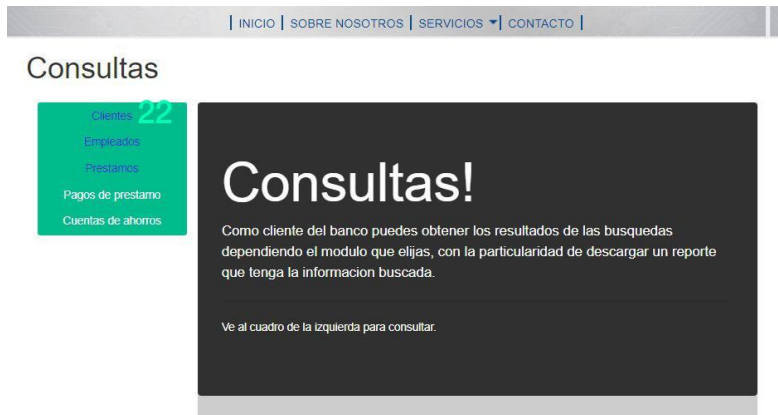 | INICIO | SOBRE NOSOTROS | SERVICIOS | CONTACTO |
Consultas
Clientes 22
Empleados
Prestamos
Pagos de prestamo
Cuentas de ahorros
Consultas!
Como cliente del banco puedes obtener los resultados de las busquedas
dependiendo el modulo que elijas, con la particularidad de descargar un reporte
que tenga la informacion buscada.
Ve al cuadro de la izquierda para consultar.